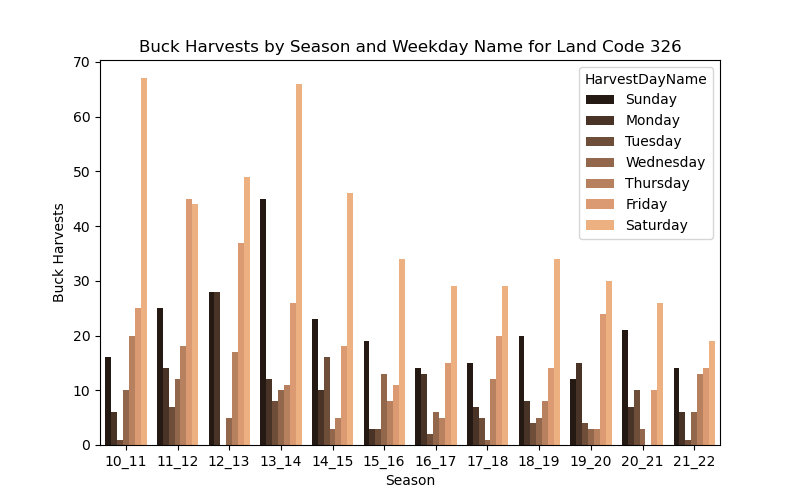 Buck Harvests by Season and Weekday Name for Land Code 326
70
60
50
40
30
20
10
0
Buck Harvests
HarvestDayName
Sunday
Monday
Tuesday
Wednesday
Thursday
Friday
Saturday
10_11 11_12 12_13 13_14 14_15 15_16 16_17 17_18 18_19 19_20 20_21 21_22
Season